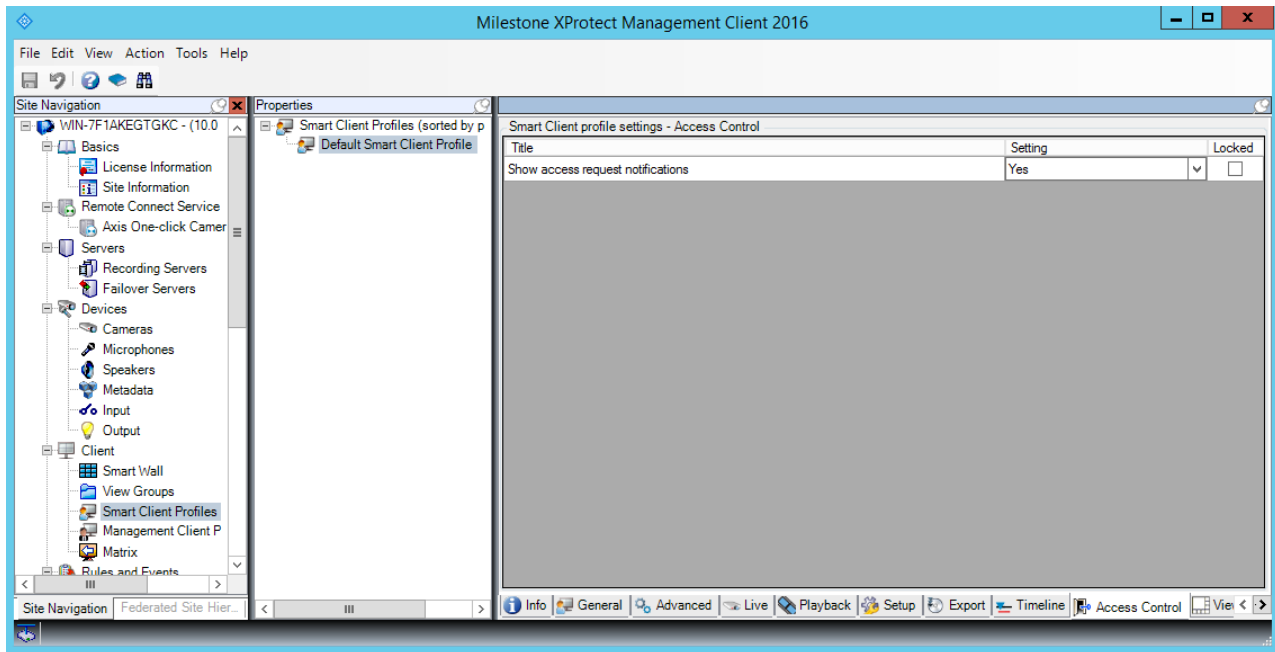 Milestone XProtect Management Client 2016
File Edit View Action Tools Help
Site Navigation
WIN-7F1AKEGTGKC - (10.0
Basics
License Information
Site Information
Remote Connect Service
Axis One-click Camer
Servers
Recording Servers
Failover Servers
Devices
Cameras
Microphones
Speakers
Metadata
Input
Output
Client
Smart Wall
View Groups
Smart Client Profiles
Management Client P
Matrix
Rules and Events
Site Navigation Federated Site Hier...
Properties
Smart Client Profiles (sorted by p
Default Smart Client Profile
Smart Client profile settings - Access Control
Title Setting Locked
Show access request notifications Yes
Info General Advanced Live Playback Setup Export Timeline Access Control Viev